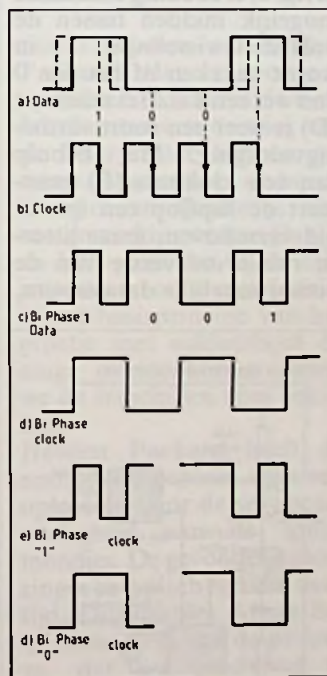 a) Data
1 0 0 1
b) Clock
c) Bi Phase
Data
1 0 0 1
d) Bi Phase
clock
e) Bi Phase
"1" clock
d) Bi Phase
"0" clock